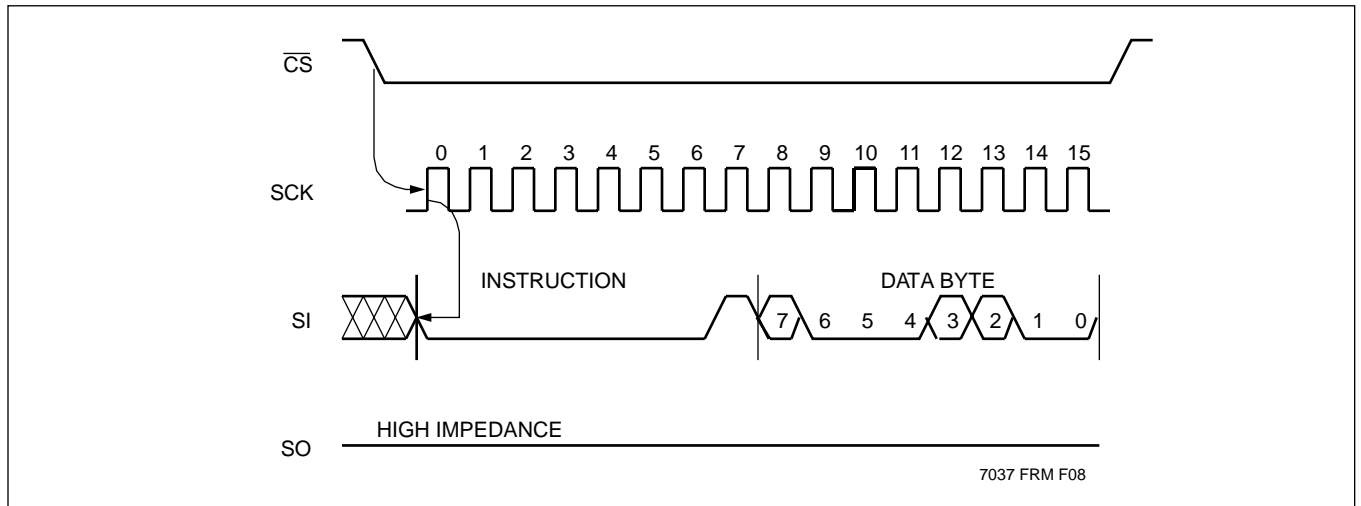 CS
0 1 2 3 4 5 6 7 8 9 10 11 12 13 14 15
SCK
INSTRUCTION DATA BYTE
SI 7 6 5 4 3 2 1 0
HIGH IMPEDANCE
SO
7037 FRM F08